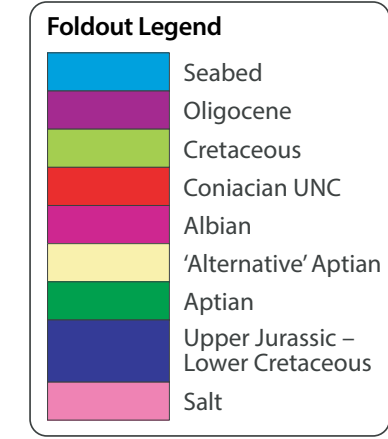 Foldout Legend
Seabed
Oligocene
Cretaceous
Coniacian UNC
Albian
‘Alternative’ Aptian
Aptian
Upper Jurassic –
Lower Cretaceous
Salt